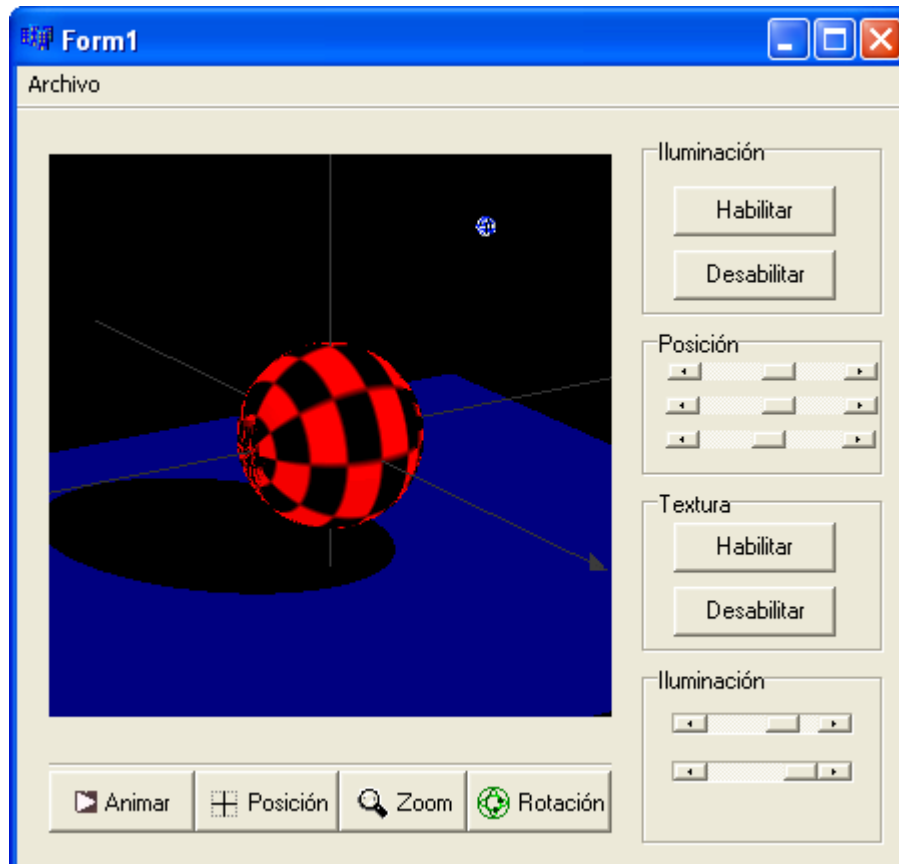 Form1
Archivo
Iluminación
Habilitar
Desabilitar
Posición
Textura
Habilitar
Desabilitar
Iluminación
Animar
Posición
Zoom
Rotación